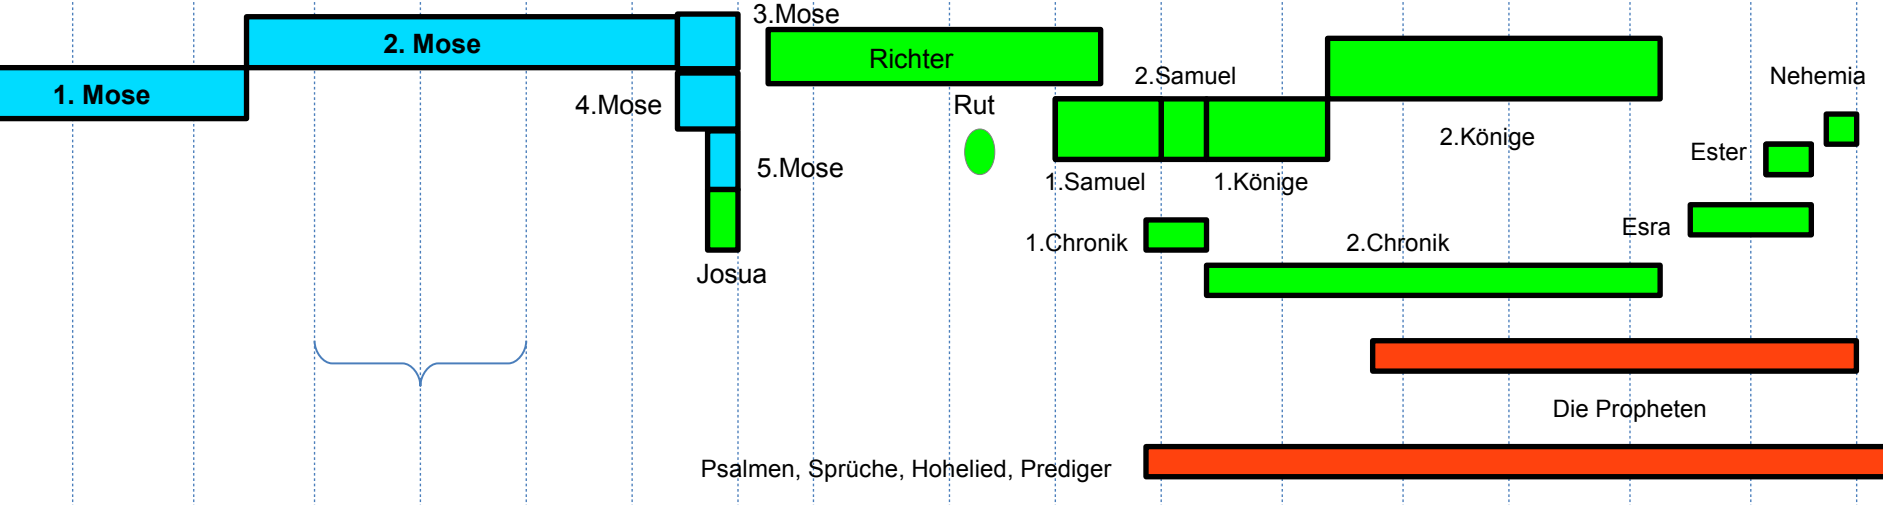 3.Mose
2. Mose
Richter
2.Samuel
Nehemia
1. Mose
4.Mose
Rut
2.Könige
Ester
5.Mose
1.Samuel
1.Könige
Esra
1.Chronik
2.Chronik
Josua
Die Propheten
Psalmen, Sprüche, Hohelied, Prediger